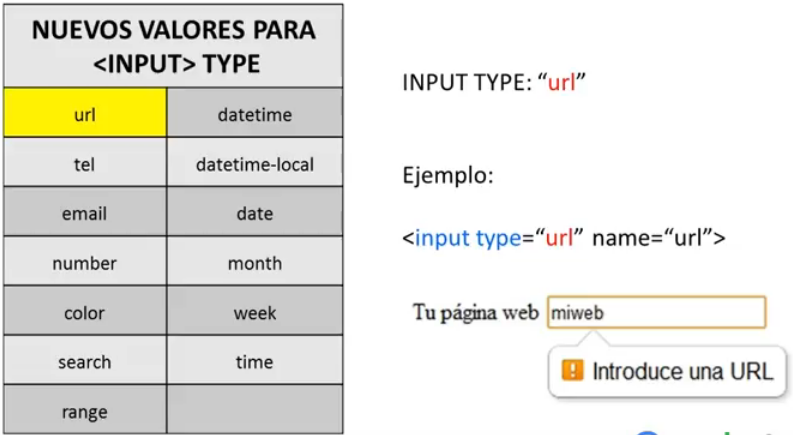 NUEVOS VALORES PARA
<INPUT> TYPE
url datetime
tel datetime-local
email date
number month
color week
search time
range
INPUT TYPE: “url”
Ejemplo:
<input type=“url” name=“url”>
Tu página web miweb
! Introduce una URL